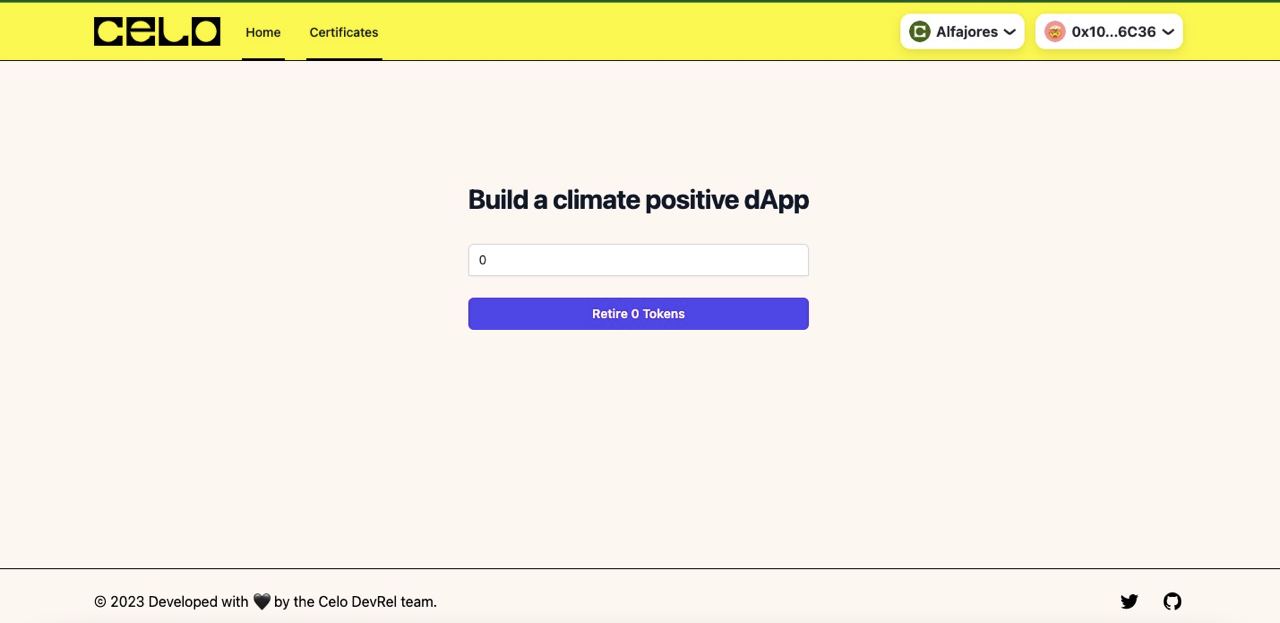 CELO
Home
Certificates
Alfajores
0x10...6C36
Build a climate positive dApp
0
Retire 0 Tokens
© 2023 Developed with 🖤 by the Celo DevRel team.